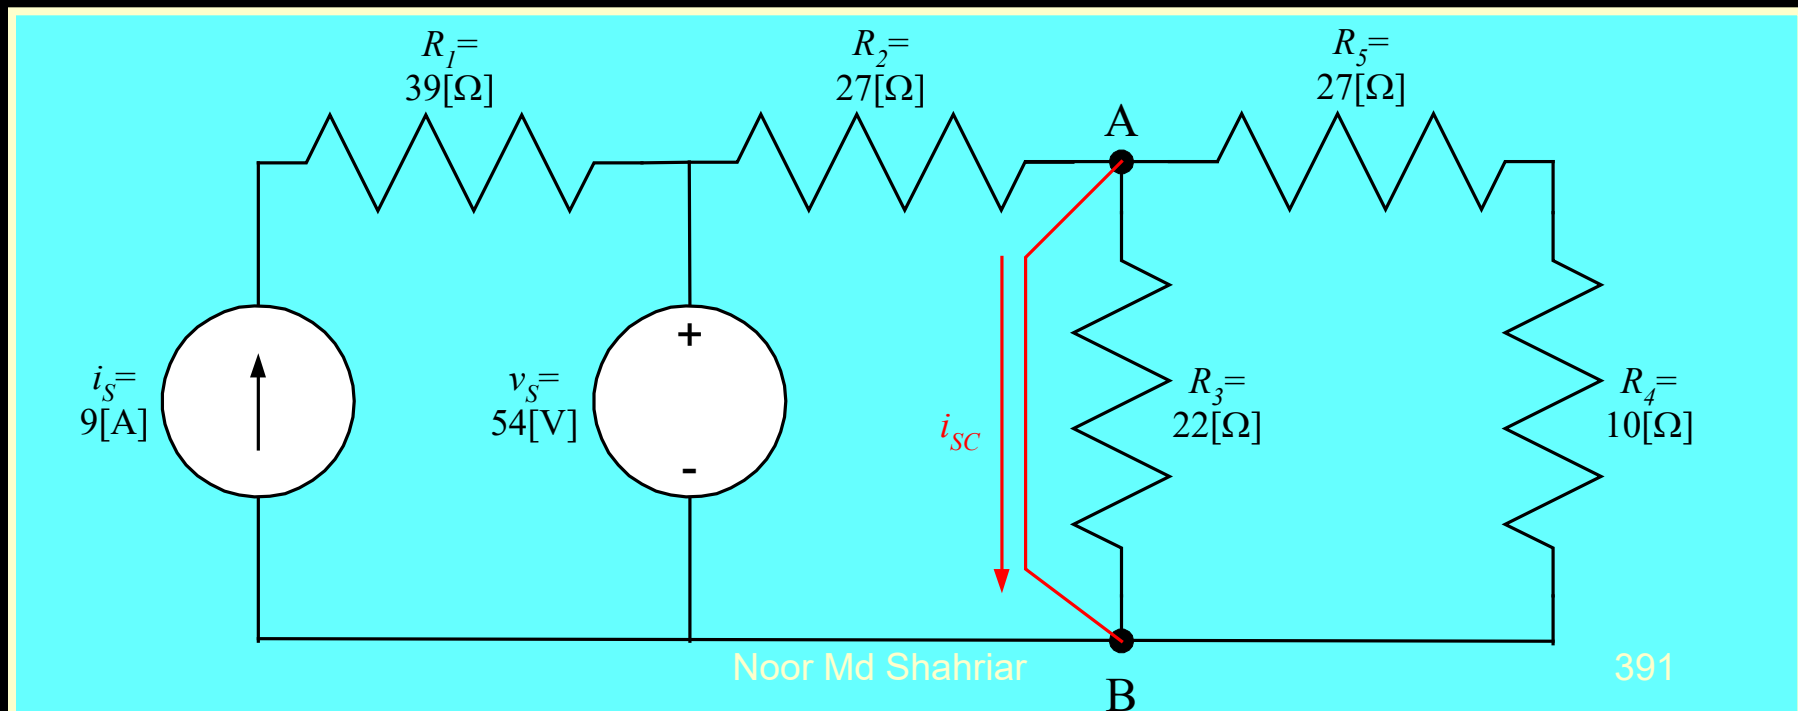 R1=
39[Ω]
R2=
27[Ω]
R5=
27[Ω]
A
+
iS=
9[A]
vS=
54[V]
iSC
R3=
22[Ω]
R4=
10[Ω]
-
Noor Md Shahriar
391
B